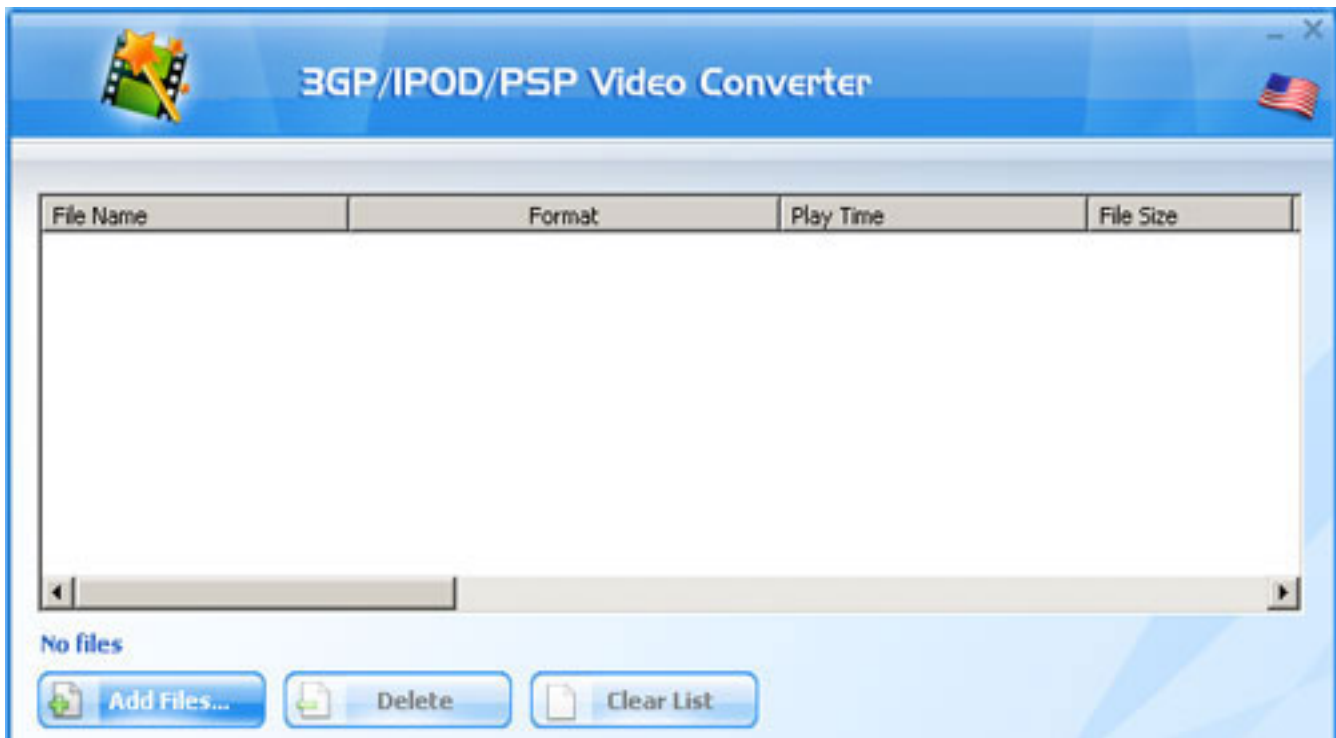 3GP/IPOD/PSP Video Converter
File Name Format Play Time File Size
No files
Add Files... Delete Clear List